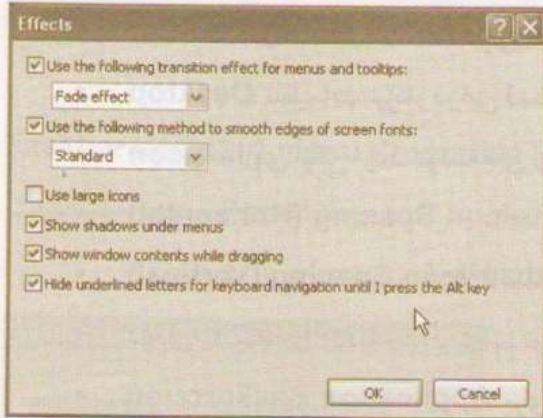 Effects
Use the following transition effect for menus and tooltips:
Fade effect
Use the following method to smooth edges of screen fonts:
Standard
Use large icons
Show shadows under menus
Show window contents while dragging
Hide underlined letters for keyboard navigation until I press the Alt key
OK
Cancel